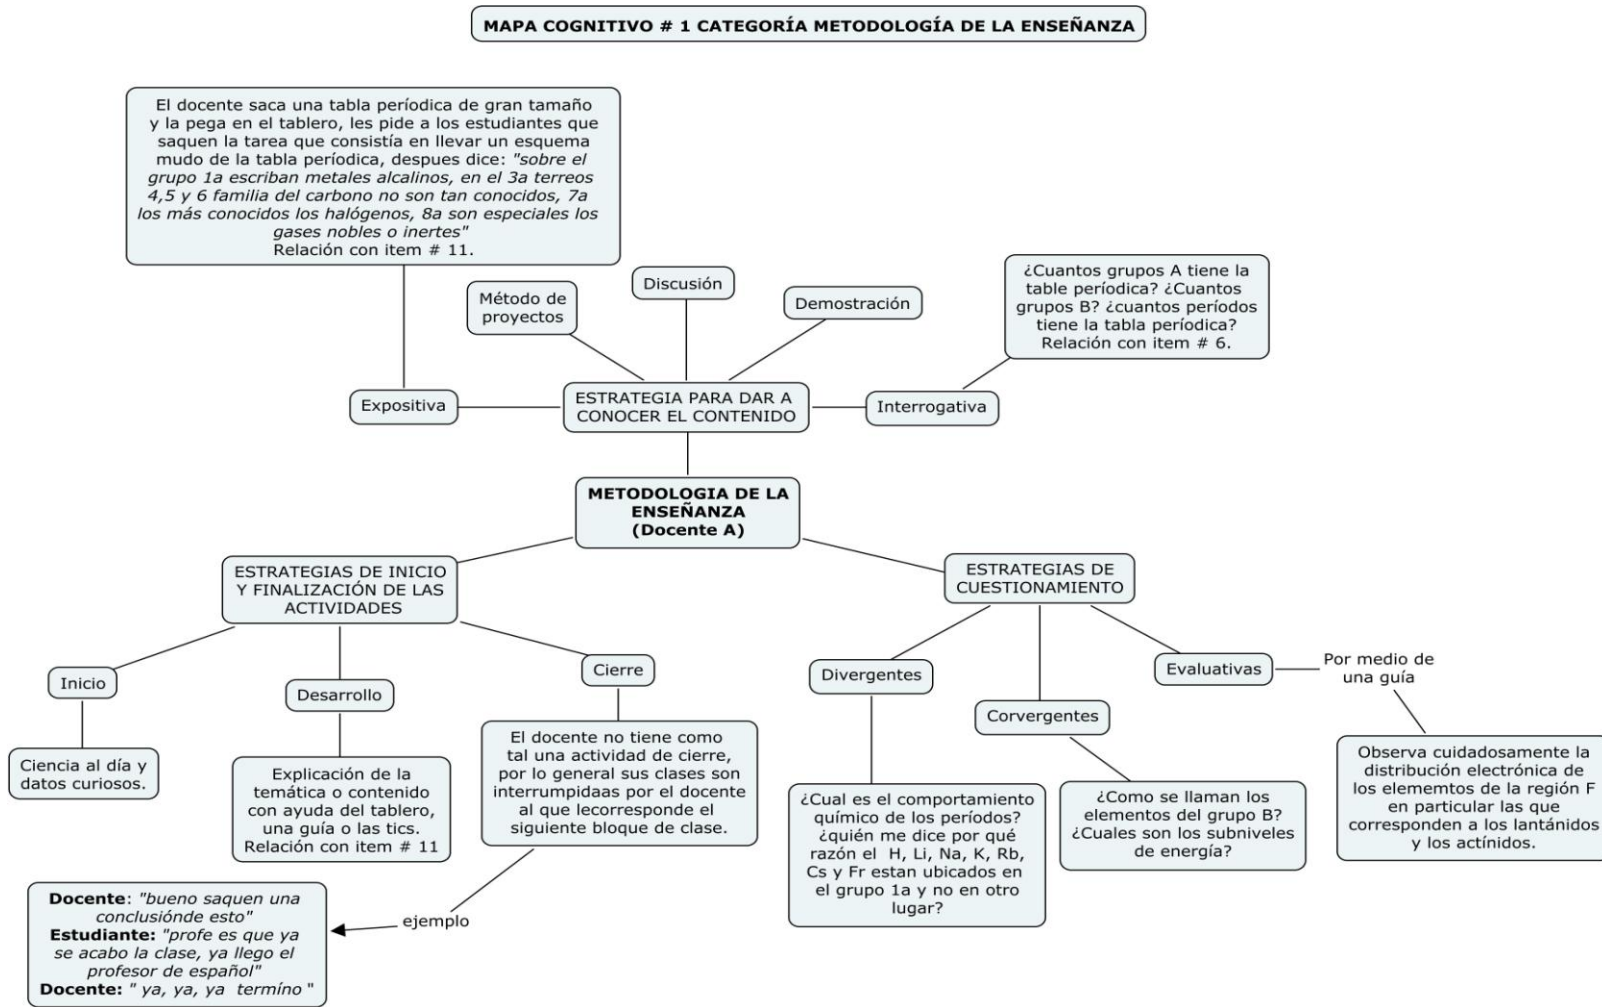 MAPA COGNITIVO # 1 CATEGORÍA METODOLOGÍA DE LA ENSEÑANZA
El docente saca una tabla períodica de gran tamaño
y la pega en el tablero, les pide a los estudiantes que
saquen la tarea que consistía en llevar un esquema
mudo de la tabla períodica, despues dice: "sobre el
grupo 1a escriban metales alcalinos, en el 3a terreos
4,5 y 6 familia del carbono no son tan conocidos, 7a
los más conocidos los halógenos, 8a son especiales los
gases nobles o inertes"
Relación con item # 11.
Método de
proyectos
Discusión
Demostración
¿Cuantos grupos A tiene la
table períodica? ¿Cuantos
grupos B? ¿cuantos períodos
tiene la tabla períodica?
Relación con item # 6.
Expositiva
ESTRATEGIA PARA DAR A
CONOCER EL CONTENIDO
Interrogativa
METODOLOGIA DE LA
ENSEÑANZA
(Docente A)
ESTRATEGIAS DE INICIO
Y FINALIZACIÓN DE LAS
ACTIVIDADES
ESTRATEGIAS DE
CUESTIONAMIENTO
Inicio
Desarrollo
Cierre
Divergentes
Corvergentes
Evaluativas
Por medio de
una guía
Ciencia al día y
datos curiosos.
Explicación de la
temática o contenido
con ayuda del tablero,
una guía o las tics.
Relación con item # 11
El docente no tiene como
tal una actividad de cierre,
por lo general sus clases son
interrumpidaas por el docente
al que lecorresponde el
siguiente bloque de clase.
¿Cual es el comportamiento
químico de los períodos?
¿quién me dice por qué
razón el H, Li, Na, K, Rb,
Cs y Fr estan ubicados en
el grupo 1a y no en otro
lugar?
¿Como se llaman los
elementos del grupo B?
¿Cuales son los subniveles
de energía?
Observa cuidadosamente la
distribución electrónica de
los elememtos de la región F
en particular las que
corresponden a los lantánidos
y los actínidos.
ejemplo
Docente: "bueno saquen una
conclusiónde esto"
Estudiante: "profe es que ya
se acabo la clase, ya llego el
profesor de español"
Docente: " ya, ya, ya termíno "